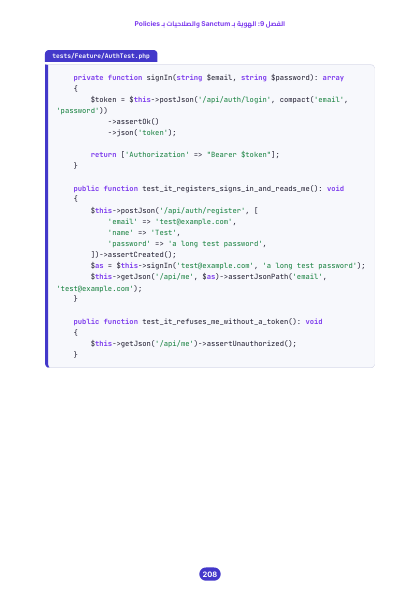 الفصل 9: الهوية بـ Sanctum والصلاحيات بـ Policies
tests/Feature/AuthTest.php
    private function signIn(string $email, string $password): array
    {
        $token = $this->postJson('/api/auth/login', compact('email',
'password'))
            ->assertOk()
            ->json('token');

        return ['Authorization' => "Bearer $token"];
    }

    public function test_it_registers_signs_in_and_reads_me(): void
    {
        $this->postJson('/api/auth/register', [
            'email' => 'test@example.com',
            'name' => 'Test',
            'password' => 'a long test password',
        ])->assertCreated();
        $as = $this->signIn('test@example.com', 'a long test password');
        $this->getJson('/api/me', $as)->assertJsonPath('email',
'test@example.com');
    }

    public function test_it_refuses_me_without_a_token(): void
    {
        $this->getJson('/api/me')->assertUnauthorized();
    }
208